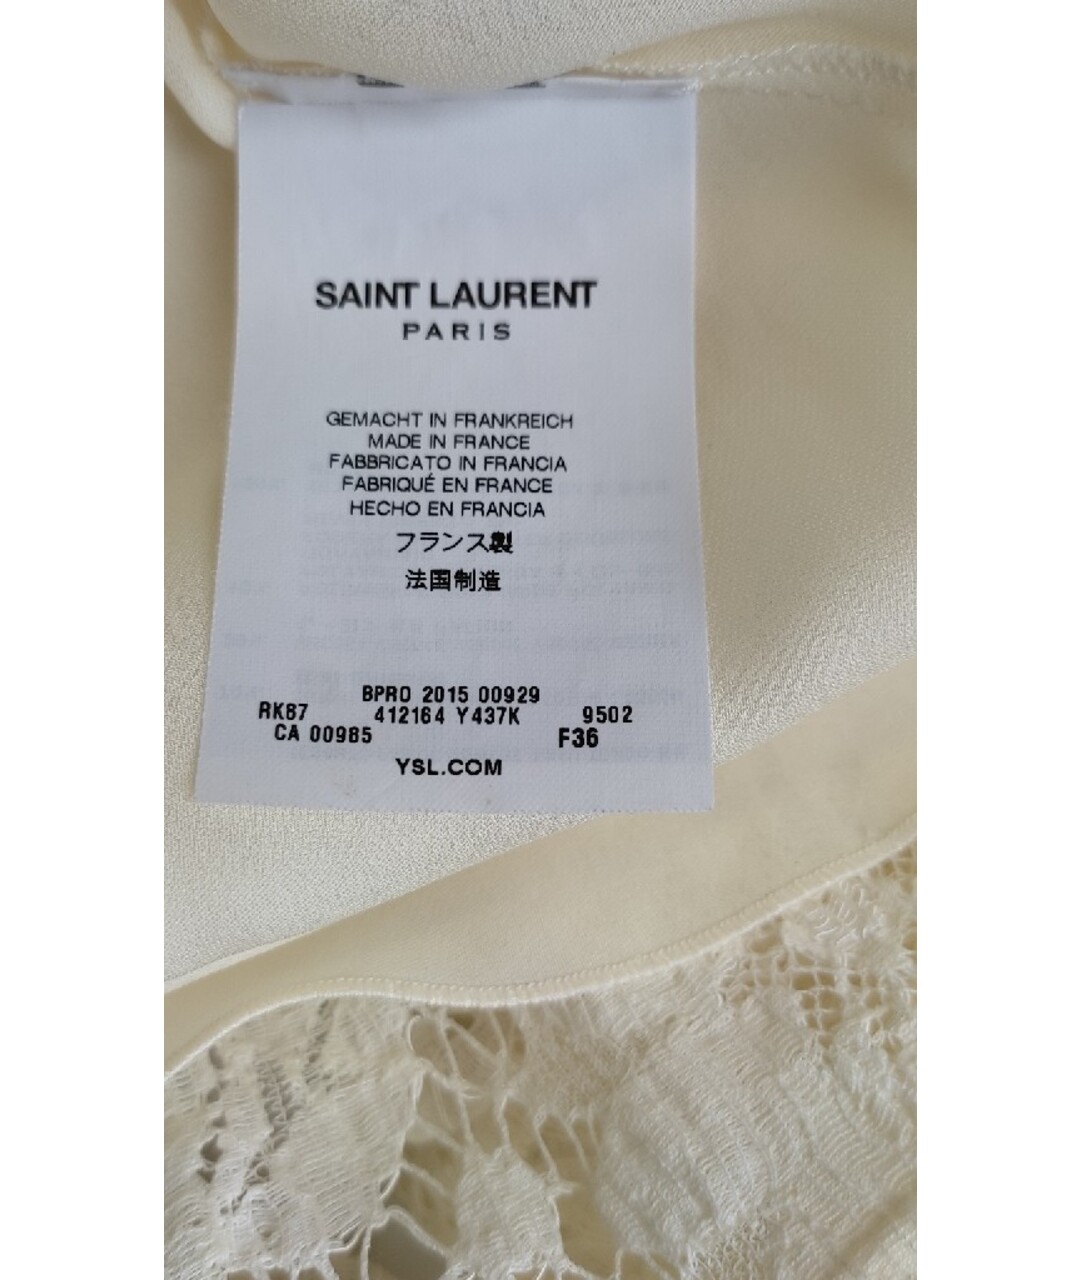 SAINT LAURENT
PARIS
GEMACHT IN FRANKREICH
MADE IN FRANCE
FABBRICATO IN FRANCIA
FABRIQUÉ EN FRANCE
HECHO EN FRANCIA
フランス製
法国制造
BPRO 2015 00929
RK87 412164 Y437K 9502
CA 00985 F36
YSL.COM